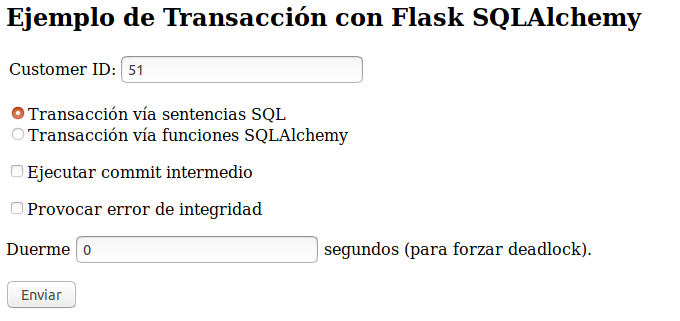 Ejemplo de Transacción con Flask SQLAlchemy
Customer ID: 51
Transacción vía sentencias SQL
Transacción vía funciones SQLAlchemy
Ejecutar commit intermedio
Provocar error de integridad
Duerme 0 segundos (para forzar deadlock).
Enviar